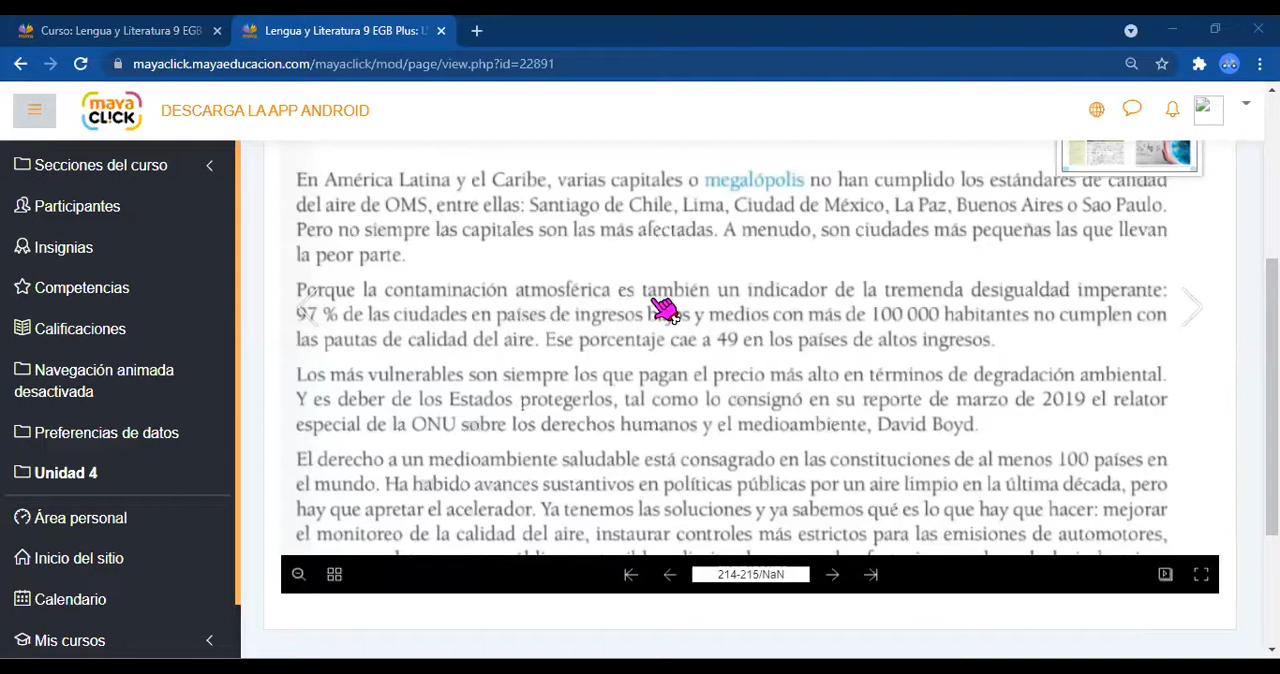 Curso: Lengua y Literatura 9 EGB
Lengua y Literatura 9 EGB Plus: L
mayaclick.mayaeducacion.com/mayaclick/mod/page/view.php?id=22891
maya
CLICK
DESCARGA LA APP ANDROID
Secciones del curso
Participantes
Insignias
Competencias
Calificaciones
Navegación animada
desactivada
Preferencias de datos
Unidad 4
Área personal
Inicio del sitio
Calendario
Mis cursos
En América Latina y el Caribe, varias capitales o megalópolis no han cumplido los estándares de calidad
del aire de OMS, entre ellas: Santiago de Chile, Lima, Ciudad de México, La Paz, Buenos Aires o Sao Paulo.
Pero no siempre las capitales son las más afectadas. A menudo, son ciudades más pequeñas las que llevan
la peor parte.
Porque la contaminación atmosférica es también un indicador de la tremenda desigualdad imperante:
97 % de las ciudades en países de ingresos bajos y medios con más de 100 000 habitantes no cumplen con
las pautas de calidad del aire. Ese porcentaje cae a 49 en los países de altos ingresos.
Los más vulnerables son siempre los que pagan el precio más alto en términos de degradación ambiental.
Y es deber de los Estados protegerlos, tal como lo consignó en su reporte de marzo de 2019 el relator
especial de la ONU sobre los derechos humanos y el medioambiente, David Boyd.
El derecho a un medioambiente saludable está consagrado en las constituciones de al menos 100 países en
el mundo. Ha habido avances sustantivos en políticas públicas por un aire limpio en la última década, pero
hay que apretar el acelerador. Ya tenemos las soluciones y ya sabemos qué es lo que hay que hacer: mejorar
el monitoreo de la calidad del aire, instaurar controles más estrictos para las emisiones de automotores,
214-215/NaN